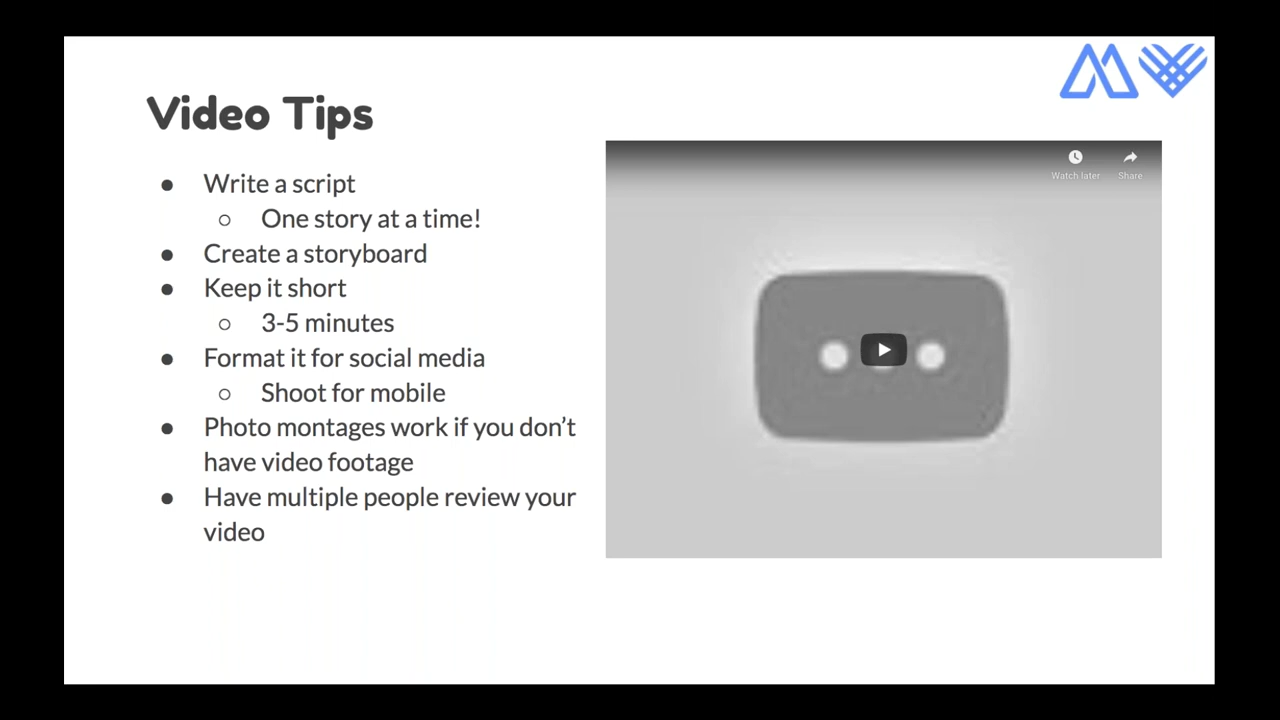 Video Tips
● Write a script
○ One story at a time!
● Create a storyboard
● Keep it short
○ 3-5 minutes
● Format it for social media
○ Shoot for mobile
● Photo montages work if you don’t
have video footage
● Have multiple people review your
video
Watch later
Share